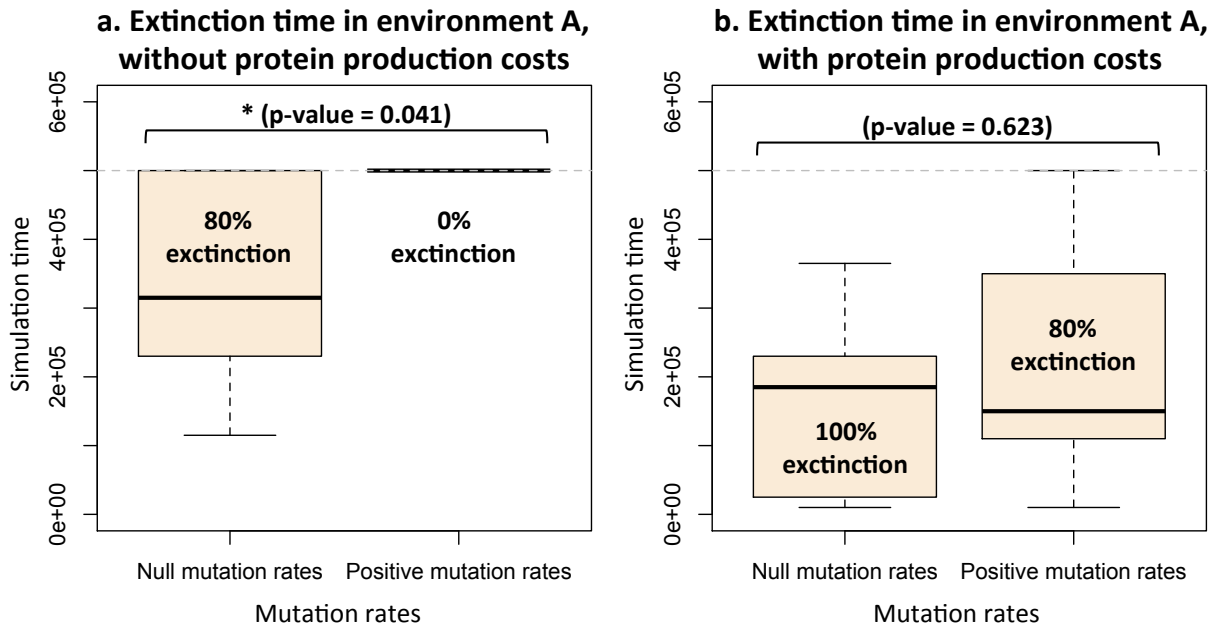 a. Extinction time in environment A,
without protein production costs
* (p-value = 0.041)
80%
exctinction
0%
exctinction
Simulation time
0e+00
2e+05
4e+05
6e+05
Null mutation rates
Positive mutation rates
Mutation rates
b. Extinction time in environment A,
with protein production costs
(p-value = 0.623)
100%
exctinction
80%
exctinction
Simulation time
0e+00
2e+05
4e+05
6e+05
Null mutation rates
Positive mutation rates
Mutation rates